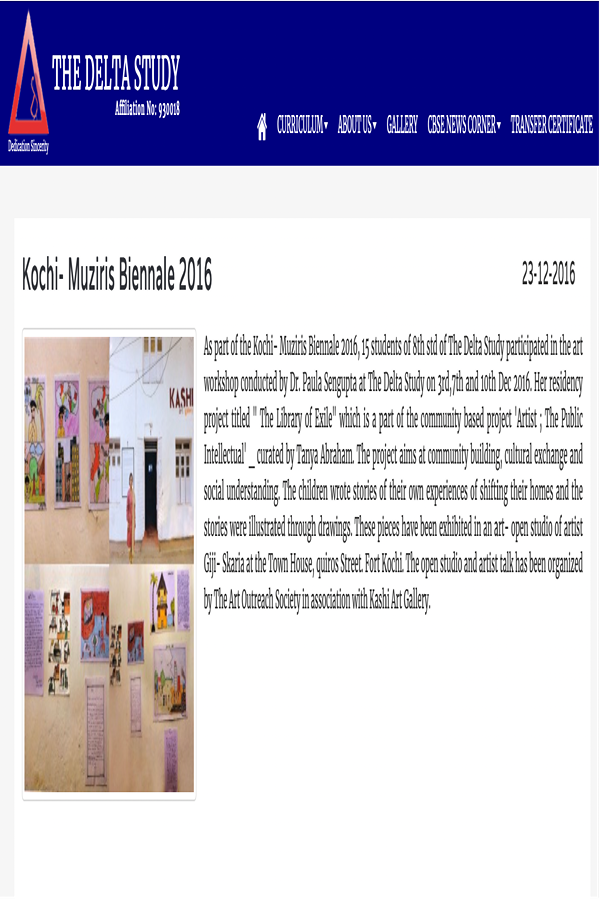 THE DELTA STUDY
Affiliation No: 930018
Dedication Sincerity
CURRICULUM ABOUT US GALLERY CBSE NEWS CORNER TRANSFER CERTIFICATE
Kochi- Muziris Biennale 2016
23-12-2016
KASHI
As part of the Kochi- Muziris Biennale 2016, 15 students of 8th std of The Delta Study participated in the art
workshop conducted by Dr. Paula Sengupta at The Delta Study on 3rd,7th and 10th Dec 2016. Her residency
project titled " The Library of Exile" which is a part of the community based project 'Artist ; The Public
Intellectual' _ curated by Tanya Abraham. The project aims at community building, cultural exchange and
social understanding. The children wrote stories of their own experiences of shifting their homes and the
stories were illustrated through drawings. These pieces have been exhibited in an art- open studio of artist
Giji- Skaria at the Town House, quiros Street. Fort Kochi. The open studio and artist talk has been organized
by The Art Outreach Society in association with Kashi Art Gallery.